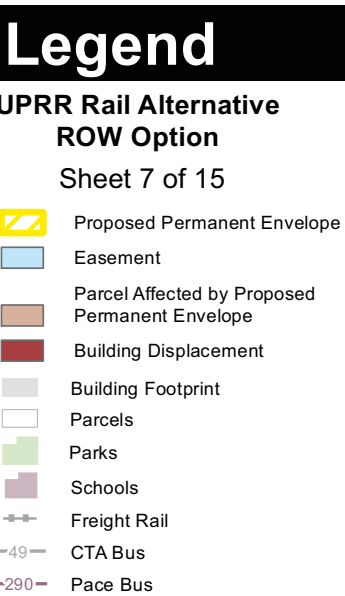 Legend
UPRR Rail Alternative
ROW Option
Sheet 7 of 15
Proposed Permanent Envelope
Easement
Parcel Affected by Proposed
Permanent Envelope
Building Displacement
Building Footprint
Parcels
Parks
Schools
Freight Rail
49 CTA Bus
290 Pace Bus